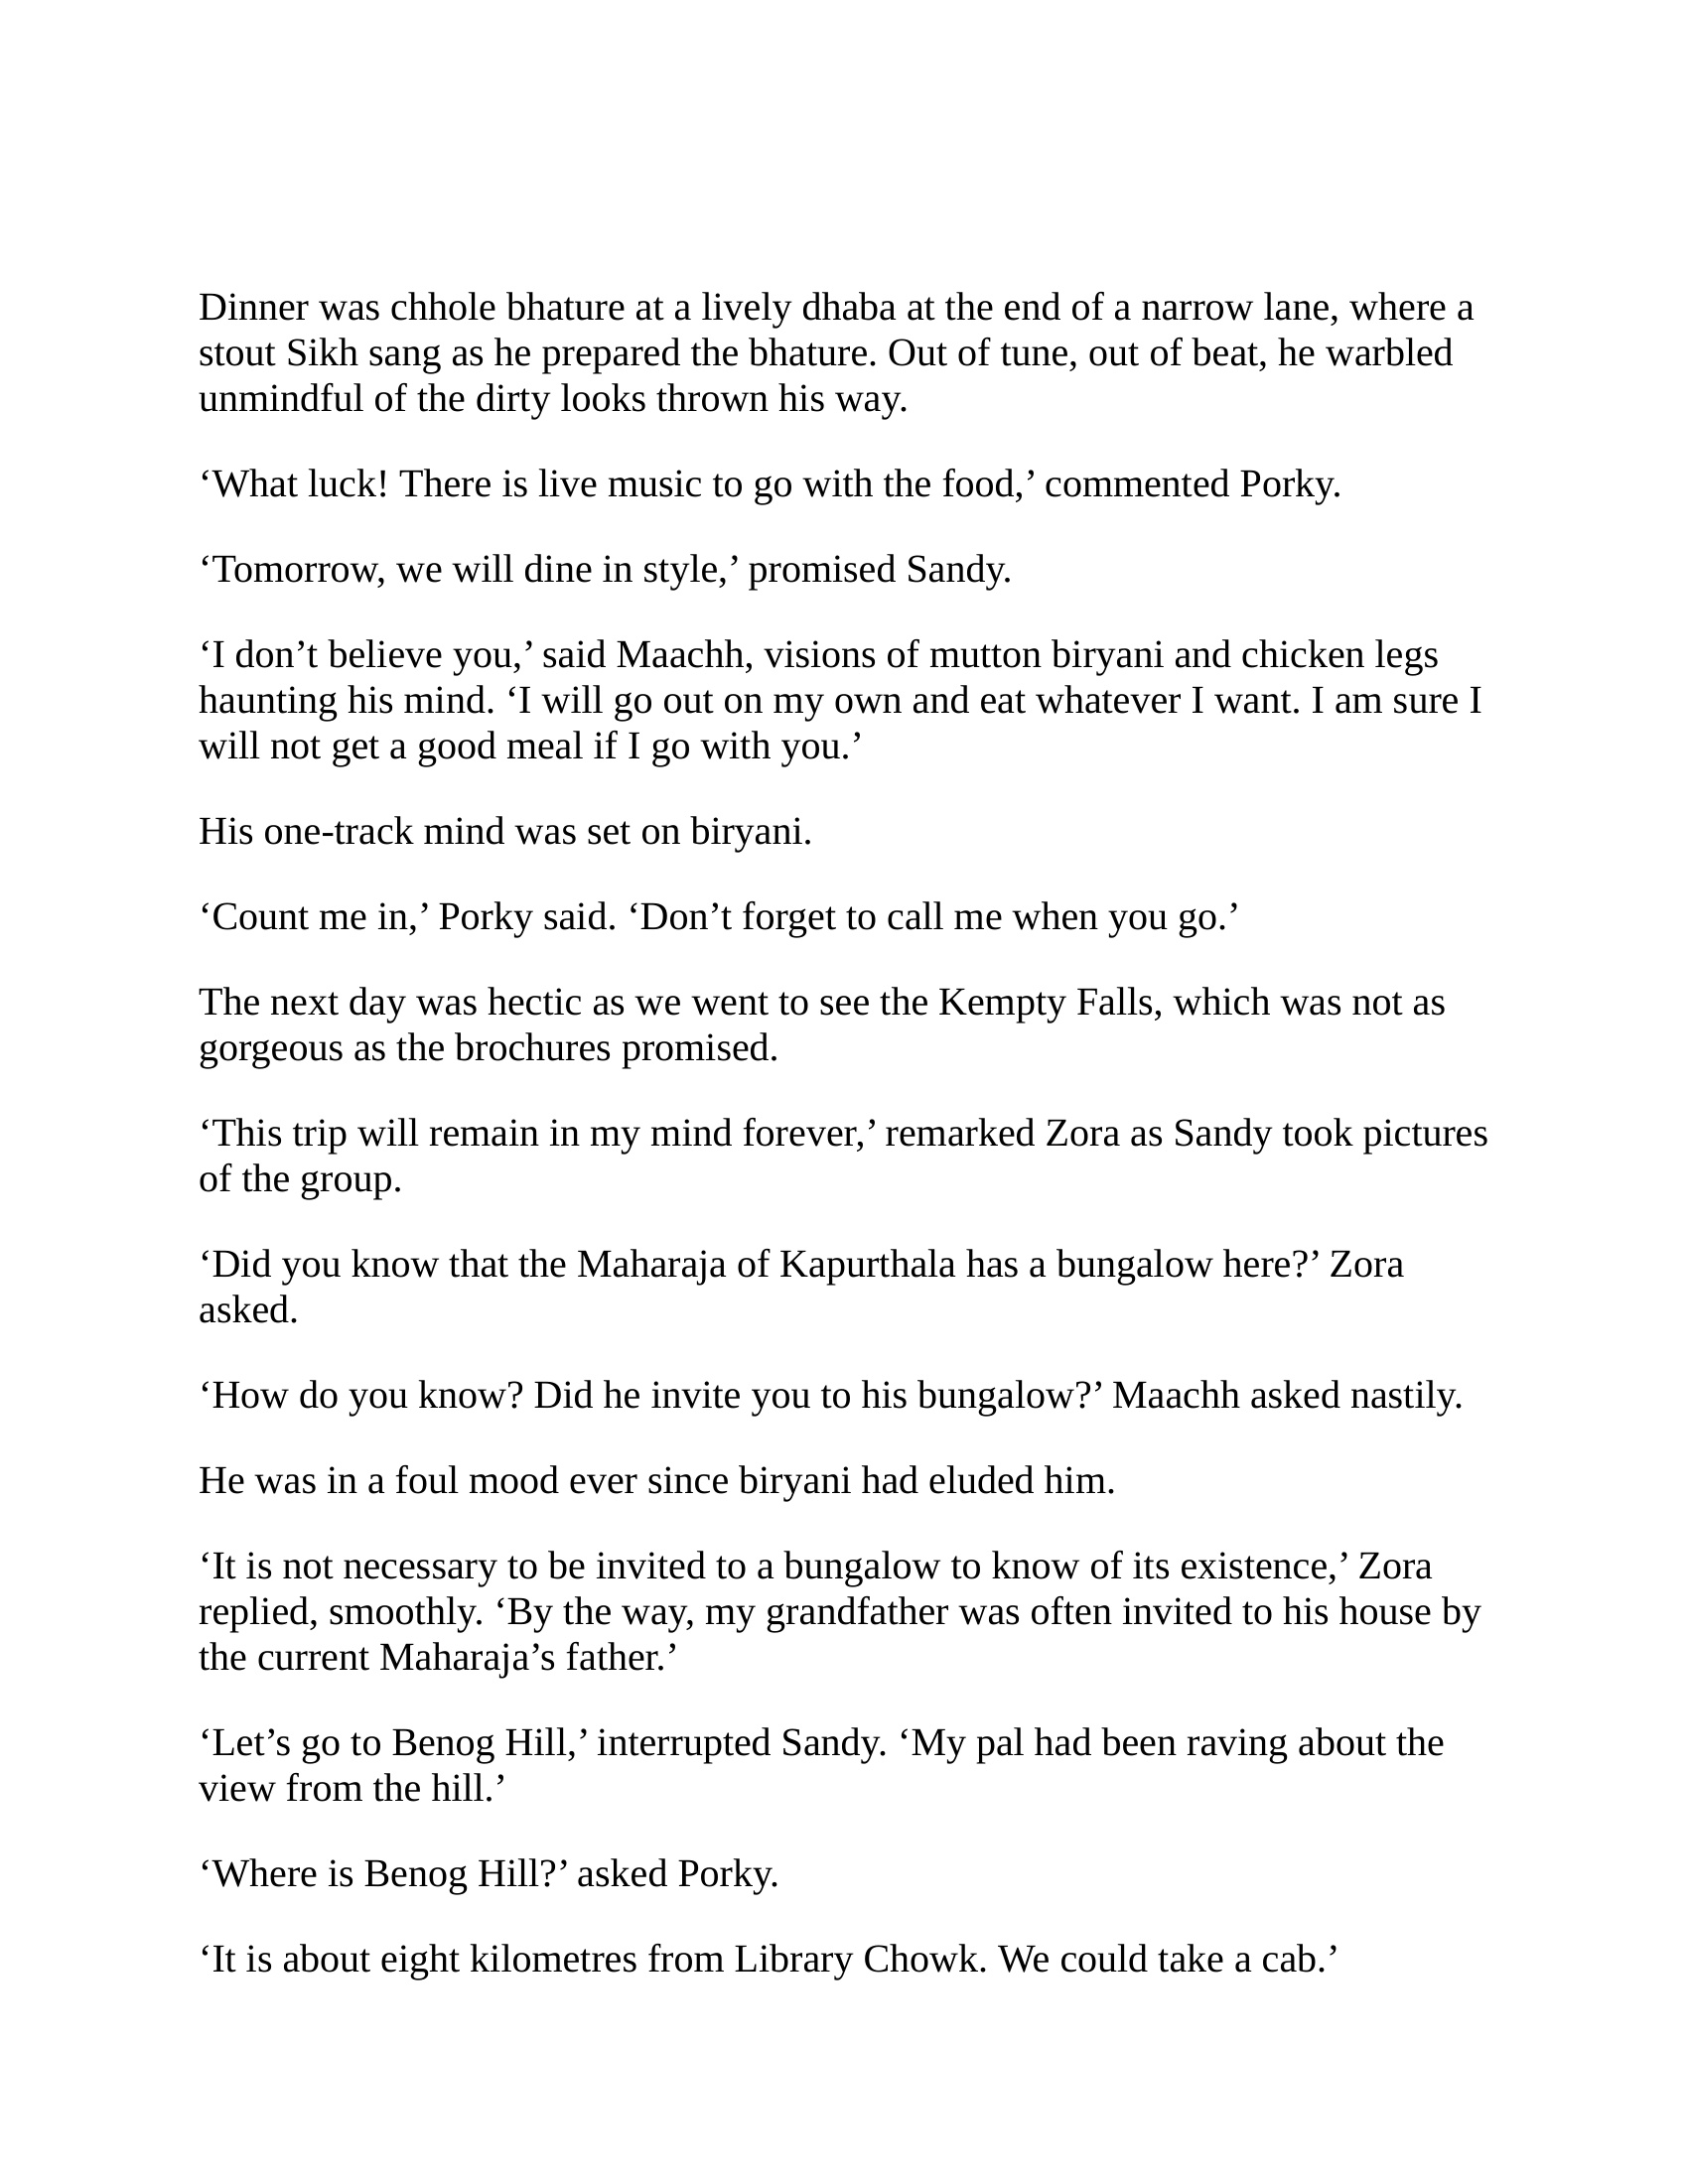 Dinner was chhole bhature at a lively dhaba at the end of a narrow lane, where a
stout Sikh sang as he prepared the bhature. Out of tune, out of beat, he warbled
unmindful of the dirty looks thrown his way.
‘What luck! There is live music to go with the food,’ commented Porky.
‘Tomorrow, we will dine in style,’ promised Sandy.
‘I don’t believe you,’ said Maachh, visions of mutton biryani and chicken legs
haunting his mind. ‘I will go out on my own and eat whatever I want. I am sure I
will not get a good meal if I go with you.’
His one-track mind was set on biryani.
‘Count me in,’ Porky said. ‘Don’t forget to call me when you go.’
The next day was hectic as we went to see the Kempty Falls, which was not as
gorgeous as the brochures promised.
‘This trip will remain in my mind forever,’ remarked Zora as Sandy took pictures
of the group.
‘Did you know that the Maharaja of Kapurthala has a bungalow here?’ Zora
asked.
‘How do you know? Did he invite you to his bungalow?’ Maachh asked nastily.
He was in a foul mood ever since biryani had eluded him.
‘It is not necessary to be invited to a bungalow to know of its existence,’ Zora
replied, smoothly. ‘By the way, my grandfather was often invited to his house by
the current Maharaja’s father.’
‘Let’s go to Benog Hill,’ interrupted Sandy. ‘My pal had been raving about the
view from the hill.’
‘Where is Benog Hill?’ asked Porky.
‘It is about eight kilometres from Library Chowk. We could take a cab.’